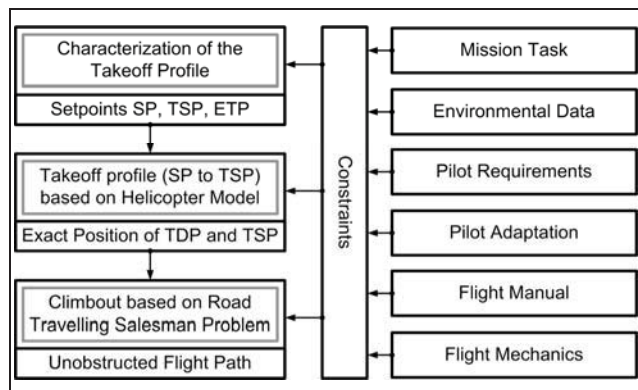 Characterization of the
Takeoff Profile
Setpoints SP, TSP, ETP
Takeoff profile (SP to TSP)
based on Helicopter Model
Exact Position of TDP and TSP
Climbout based on Road
Travelling Salesman Problem
Unobstructed Flight Path
Constraints
Mission Task
Environmental Data
Pilot Requirements
Pilot Adaptation
Flight Manual
Flight Mechanics